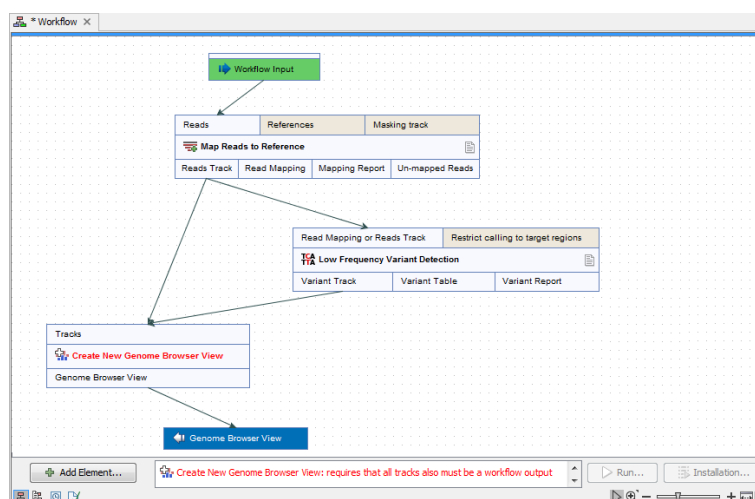 * Workflow
Workflow Input
Reads References Masking track
Map Reads to Reference
Reads Track Read Mapping Mapping Report Un-mapped Reads
Read Mapping or Reads Track Restrict calling to target regions
Low Frequency Variant Detection
Variant Track Variant Table Variant Report
Tracks
Create New Genome Browser View
Genome Browser View
Genome Browser View
Add Element... Create New Genome Browser View: requires that all tracks also must be a workflow output Run... Installation...